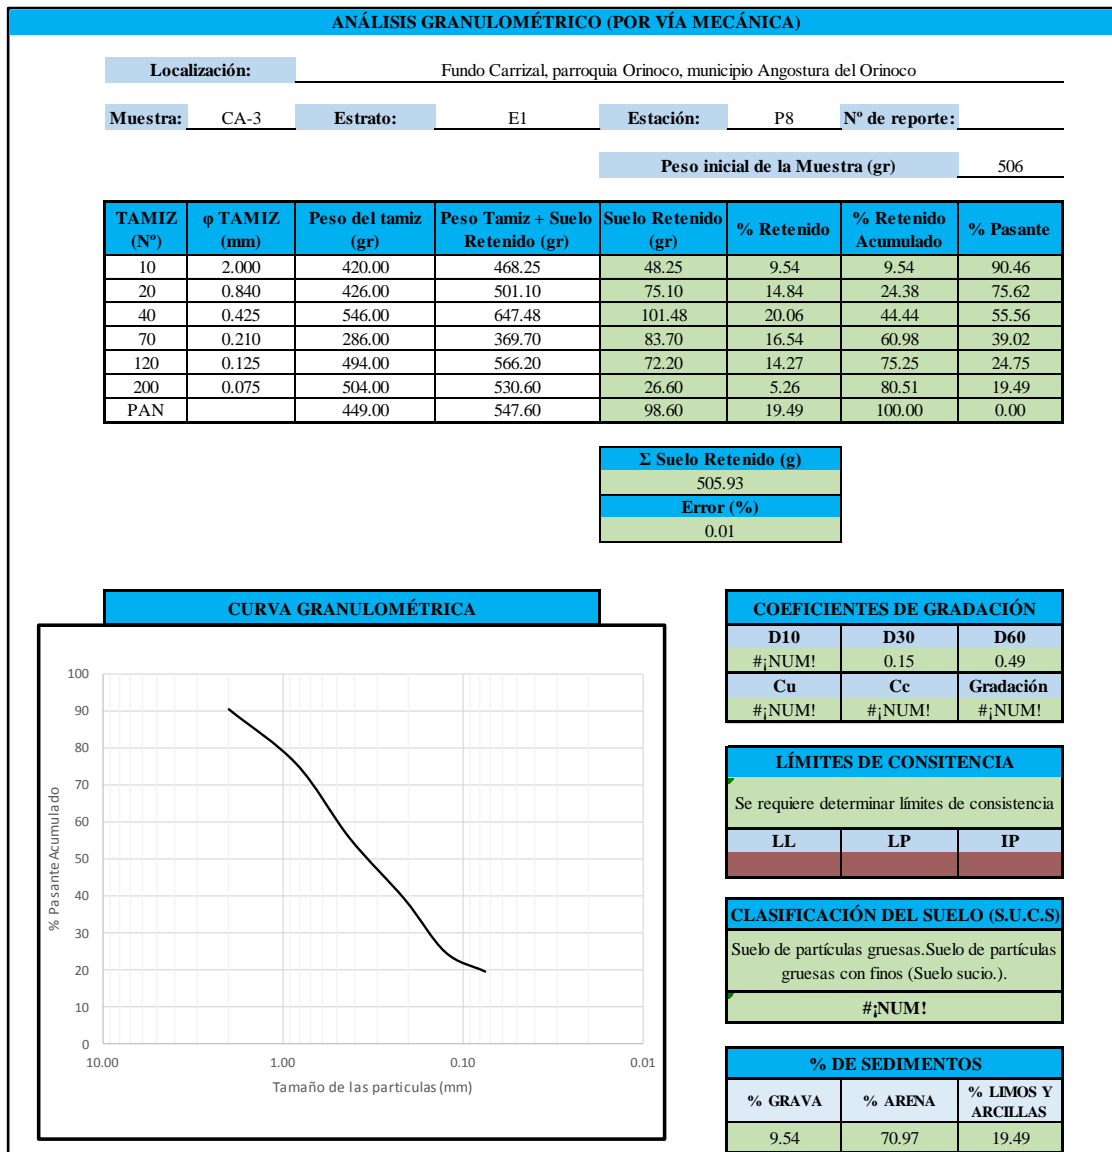 ANÁLISIS GRANULOMÉTRICO (POR VÍA MECÁNICA)
Localización: Fundo Carrizal, parroquia Orinoco, municipio Angostura del Orinoco
Muestra: CA-3 Estrato: E1 Estación: P8 Nº de reporte:
Peso inicial de la Muestra (gr) 506
TAMIZ (Nº) φ TAMIZ (mm) Peso del tamiz (gr) Peso Tamiz + Suelo Retenido (gr) Suelo Retenido (gr) % Retenido % Retenido Acumulado % Pasante
10 2.000 420.00 468.25 48.25 9.54 9.54 90.46
20 0.840 426.00 501.10 75.10 14.84 24.38 75.62
40 0.425 546.00 647.48 101.48 20.06 44.44 55.56
70 0.210 286.00 369.70 83.70 16.54 60.98 39.02
120 0.125 494.00 566.20 72.20 14.27 75.25 24.75
200 0.075 504.00 530.60 26.60 5.26 80.51 19.49
PAN 449.00 547.60 98.60 19.49 100.00 0.00
Σ Suelo Retenido (g)
505.93
Error (%)
0.01
CURVA GRANULOMÉTRICA
% Pasante Acumulado
100
90
80
70
60
50
40
30
20
10
0
10.00 1.00 0.10 0.01
Tamaño de las particulas (mm)
COEFICIENTES DE GRADACIÓN
D10 D30 D60
#¡NUM! 0.15 0.49
Cu Cc Gradación
#¡NUM! #¡NUM! #¡NUM!
LÍMITES DE CONSITENCIA
Se requiere determinar límites de consistencia
LL LP IP
CLASIFICACIÓN DEL SUELO (S.U.C.S)
Suelo de partículas gruesas.Suelo de partículas
gruesas con finos (Suelo sucio.).
#¡NUM!
% DE SEDIMENTOS
% GRAVA % ARENA % LIMOS Y ARCILLAS
9.54 70.97 19.49